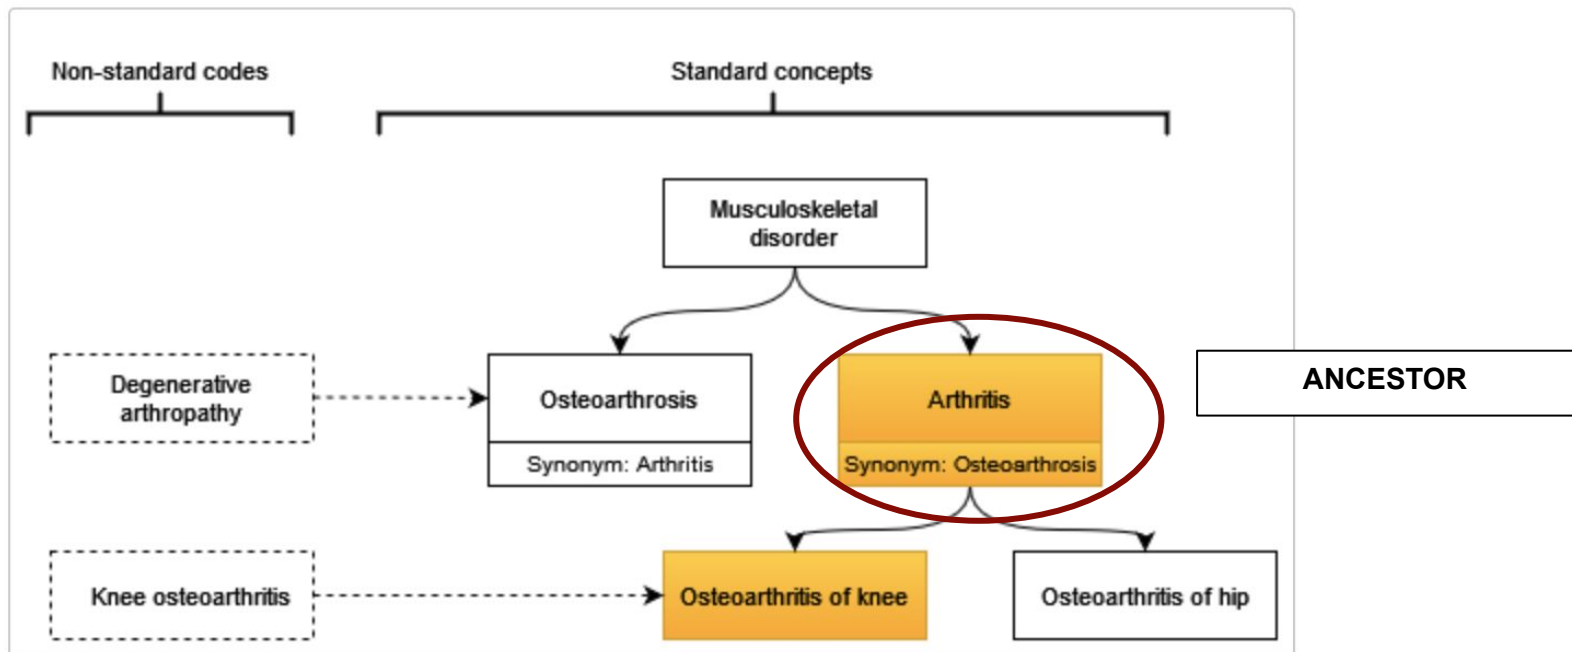 Non-standard codes
Standard concepts
Musculoskeletal
disorder
Degenerative
arthropathy
Osteoarthrosis
Synonym: Arthritis
Arthritis
Synonym: Osteoarthrosis
ANCESTOR
Knee osteoarthritis
Osteoarthritis of knee
Osteoarthritis of hip